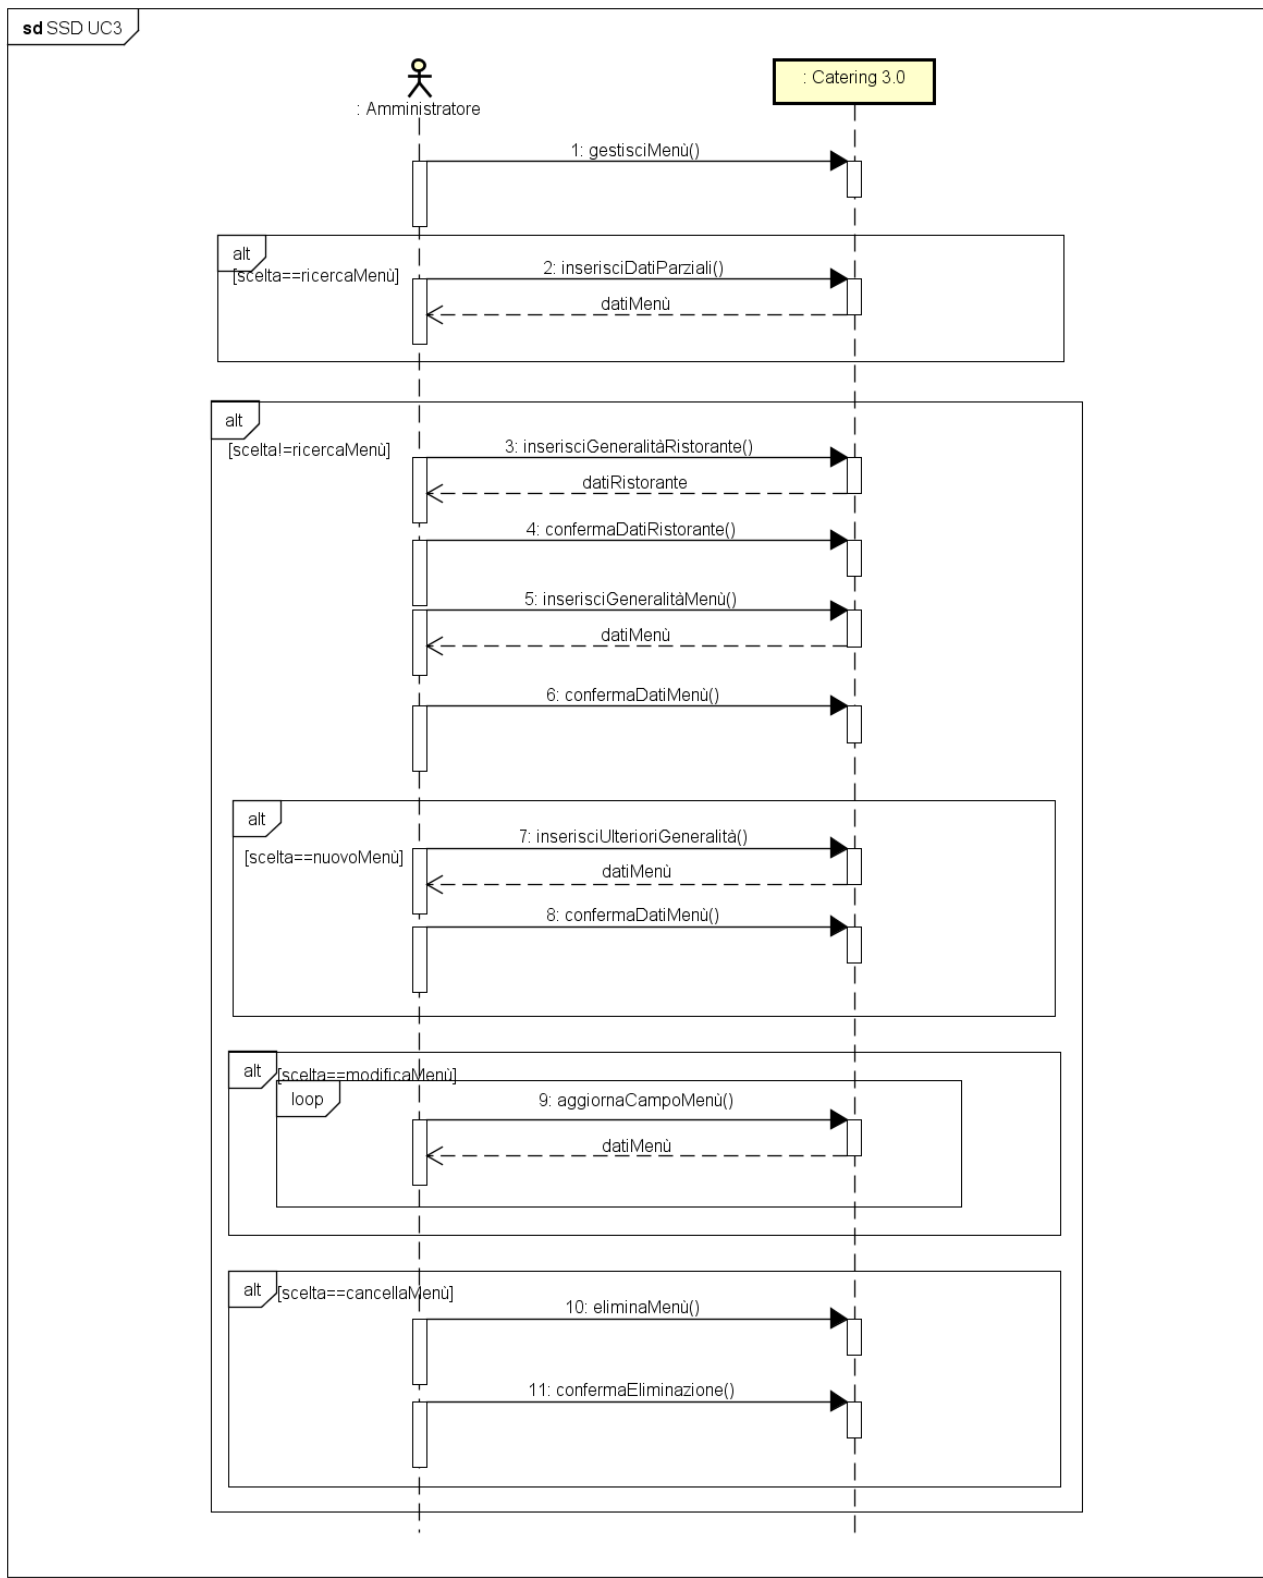 sd SSD UC3
: Amministratore
: Catering 3.0
1: gestisciMenù()
alt
[scelta==ricercaMenù]
2: inserisciDatiParziali()
datiMenù
alt
[scelta!=ricercaMenù]
3: inserisciGeneralitàRistorante()
datiRistorante
4: confermaDatiRistorante()
5: inserisciGeneralitàMenù()
datiMenù
6: confermaDatiMenù()
alt
[scelta==nuovoMenù]
7: inserisciUlterioriGeneralità()
datiMenù
8: confermaDatiMenù()
alt
[scelta==modificaMenù]
loop
9: aggiornaCampoMenù()
datiMenù
alt
[scelta==cancellaMenù]
10: eliminaMenù()
11: confermaEliminazione()